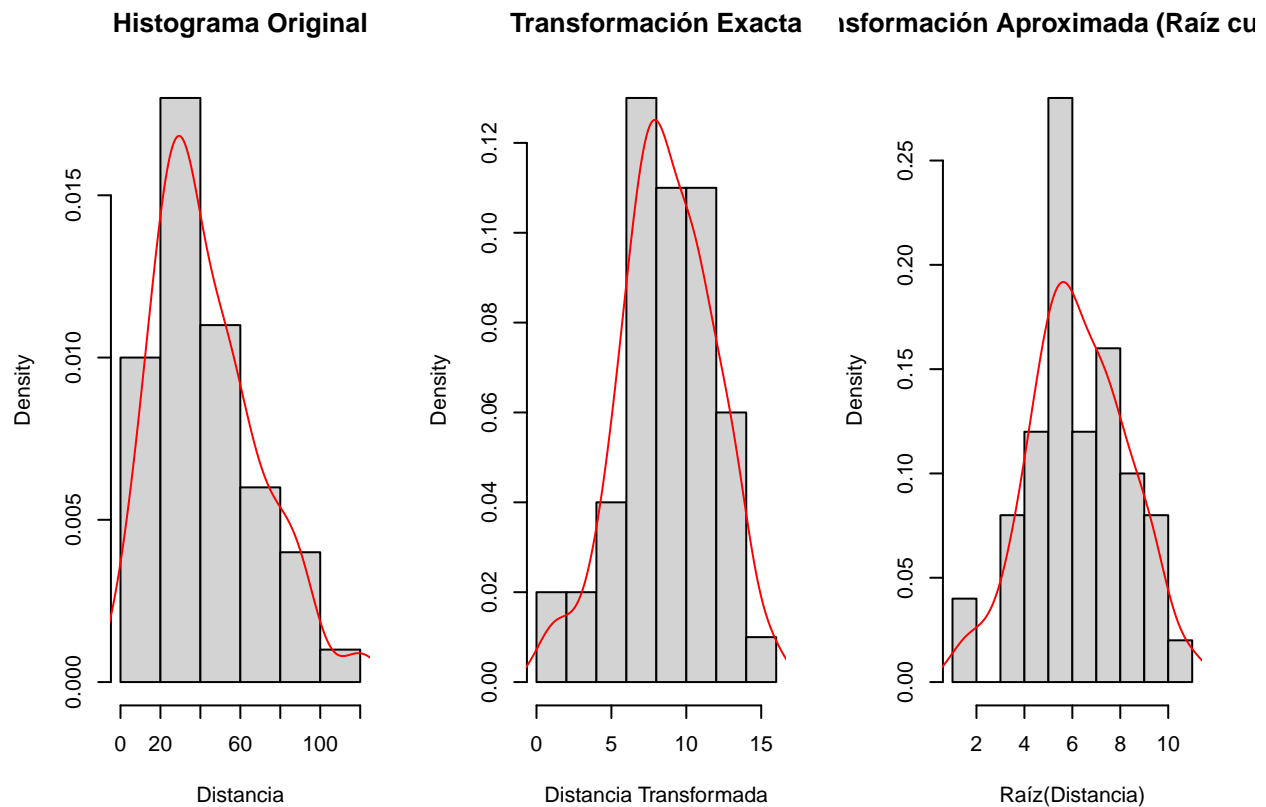 Histograma Original
Density
0.000
0.005
0.010
0.015
0 20 60 100
Distancia
Transformación Exacta
Density
0.00
0.02
0.04
0.06
0.08
0.10
0.12
0 5 10 15
Distancia Transformada
nsformación Aproximada (Raíz cu
Density
0.00
0.05
0.10
0.15
0.20
0.25
2 4 6 8 10
Raíz(Distancia)